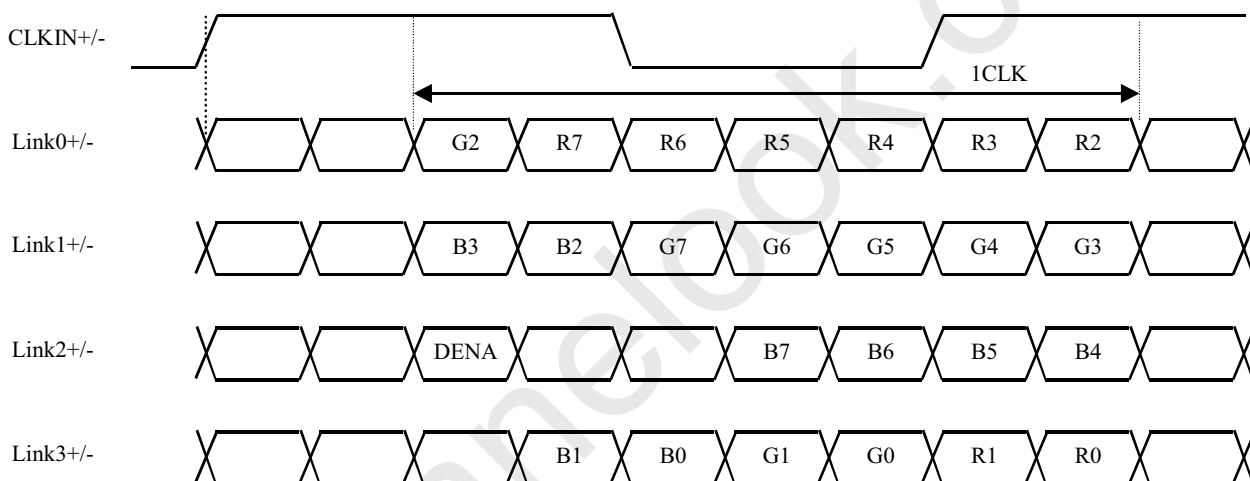 CLKIN+/-
1CLK
Link0+/- G2 R7 R6 R5 R4 R3 R2
Link1+/- B3 B2 G7 G6 G5 G4 G3
Link2+/- DENA B7 B6 B5 B4
Link3+/- B1 B0 G1 G0 R1 R0